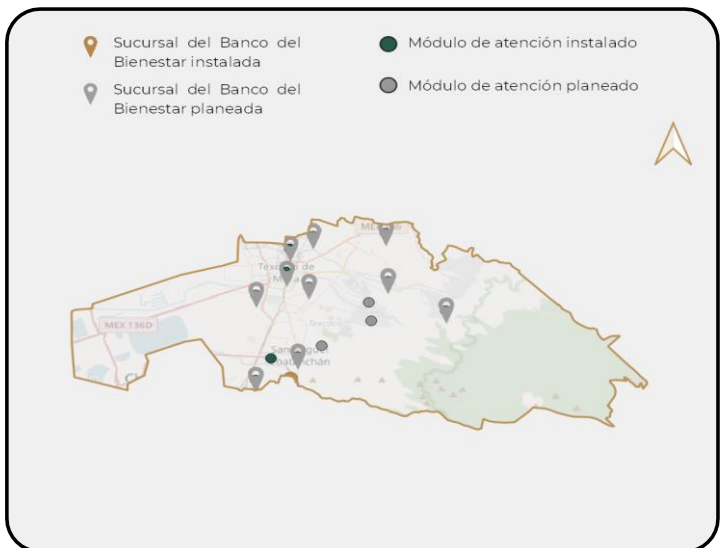 Sucursal del Banco del
Bienestar instalada
Módulo de atención instalado
Sucursal del Banco del
Bienestar planeada
Módulo de atención planeado
MEX 136D
Texcoco